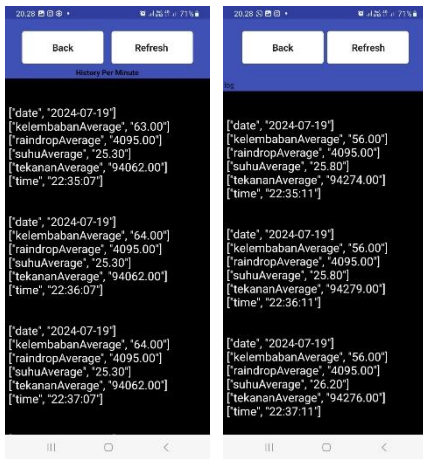 20.28
71%
Back Refresh
History Per Minute
["date", "2024-07-19"]
["kelembabanAverage", "63.00"]
["raindropAverage", "4095.00"]
["suhuAverage", "25.30"]
["tekananAverage", "94062.00"]
["time", "22:35:07"]
["date", "2024-07-19"]
["kelembabanAverage", "64.00"]
["raindropAverage", "4095.00"]
["suhuAverage", "25.30"]
["tekananAverage", "94062.00"]
["time", "22:36:07"]
["date", "2024-07-19"]
["kelembabanAverage", "64.00"]
["raindropAverage", "4095.00"]
["suhuAverage", "25.30"]
["tekananAverage", "94062.00"]
["time", "22:37:07"]
20.28
71%
Back Refresh
log
["date", "2024-07-19"]
["kelembabanAverage", "56.00"]
["raindropAverage", "4095.00"]
["suhuAverage", "25.80"]
["tekananAverage", "94274.00"]
["time", "22:35:11"]
["date", "2024-07-19"]
["kelembabanAverage", "56.00"]
["raindropAverage", "4095.00"]
["suhuAverage", "25.80"]
["tekananAverage", "94279.00"]
["time", "22:36:11"]
["date", "2024-07-19"]
["kelembabanAverage", "56.00"]
["raindropAverage", "4095.00"]
["suhuAverage", "26.20"]
["tekananAverage", "94276.00"]
["time", "22:37:11"]